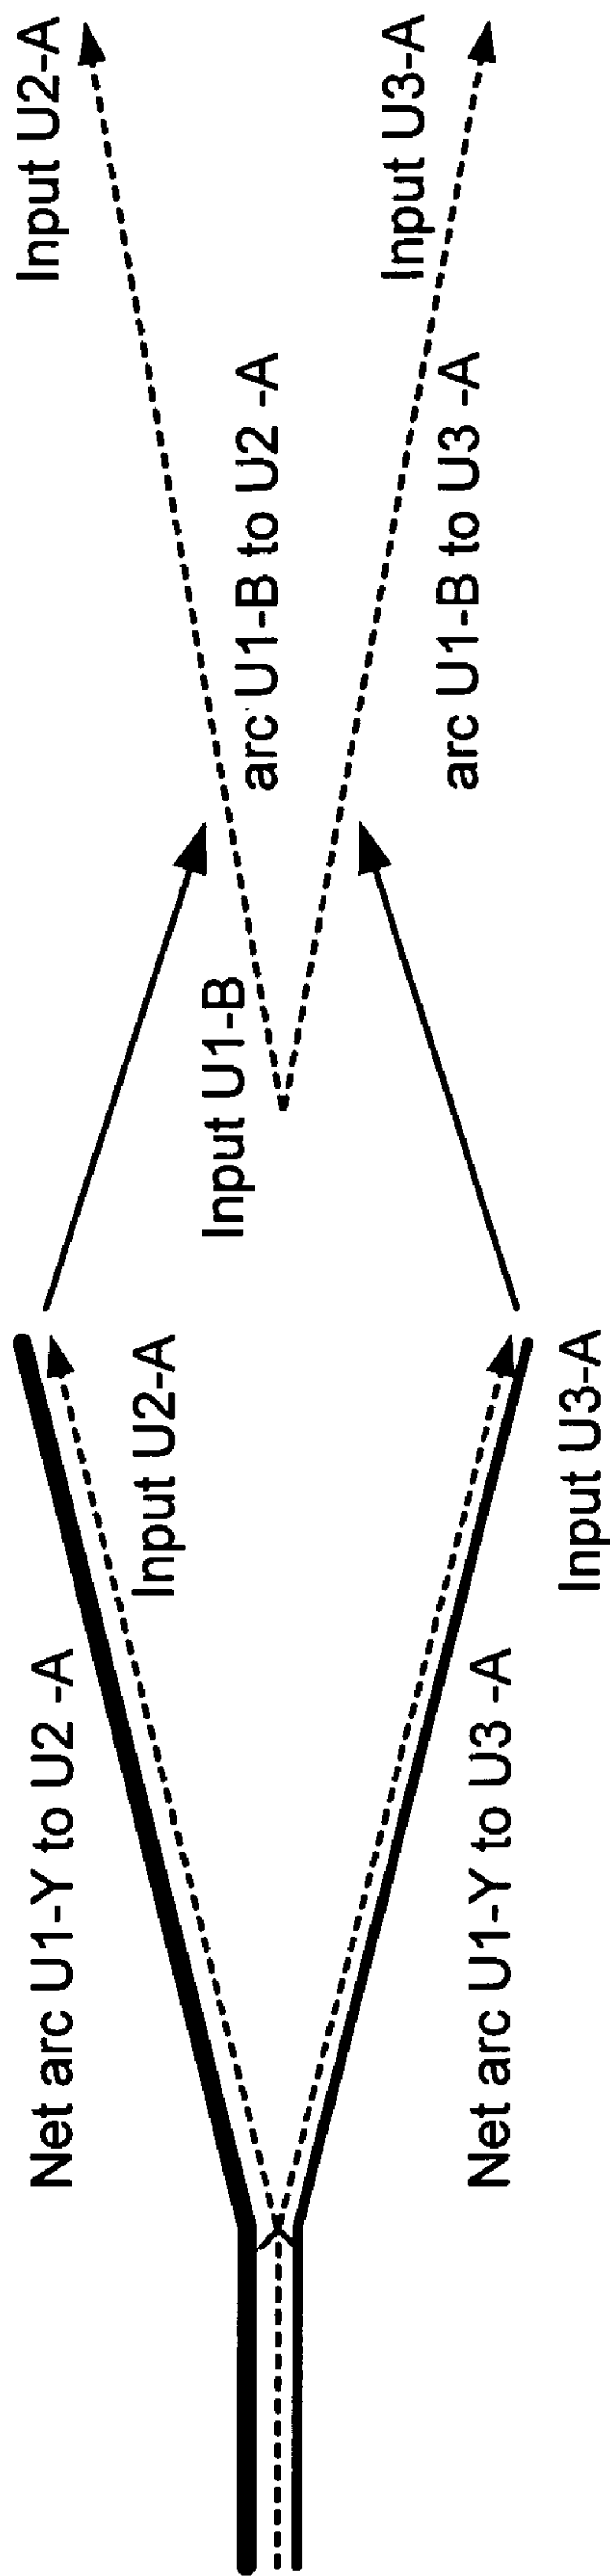 Net arc U1-Y to U2 -A
Input U2-A
Net arc U1-Y to U3 -A
Input U3-A
Input U1-B
arc U1-B to U2 -A
Input U2-A
arc U1-B to U3 -A
Input U3-A